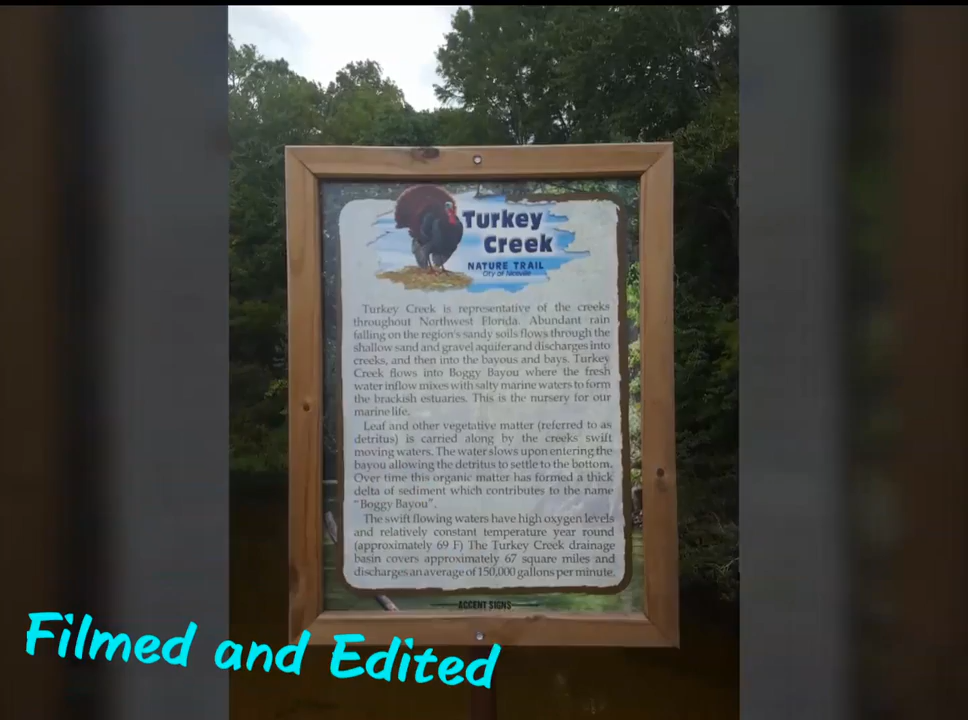 Turkey
Creek
NATURE TRAIL
City of Niceville
Turkey Creek is representative of the creeks
throughout Northwest Florida. Abundant rain
falling on the region's sandy soils flows through the
shallow sand and gravel aquifer and discharges into
creeks, and then into the bayous and bays. Turkey
Creek flows into Boggy Bayou where the fresh
water inflow mixes with salty marine waters to form
the brackish estuaries. This is the nursery for our
marine life.
Leaf and other vegetative matter (referred to as
detritus) is carried along by the creeks' swift
moving waters. The water slows upon entering the
bayou allowing the detritus to settle to the bottom.
Over time this organic matter has formed a thick
delta of sediment which contributes to the name
"Boggy Bayou".
The swift flowing waters have high oxygen levels
and relatively constant temperature year round
(approximately 69 F) The Turkey Creek drainage
basin covers approximately 67 square miles and
discharges an average of 150,000 gallons per minute.
ACCENT SIGNS
Filmed and Edited